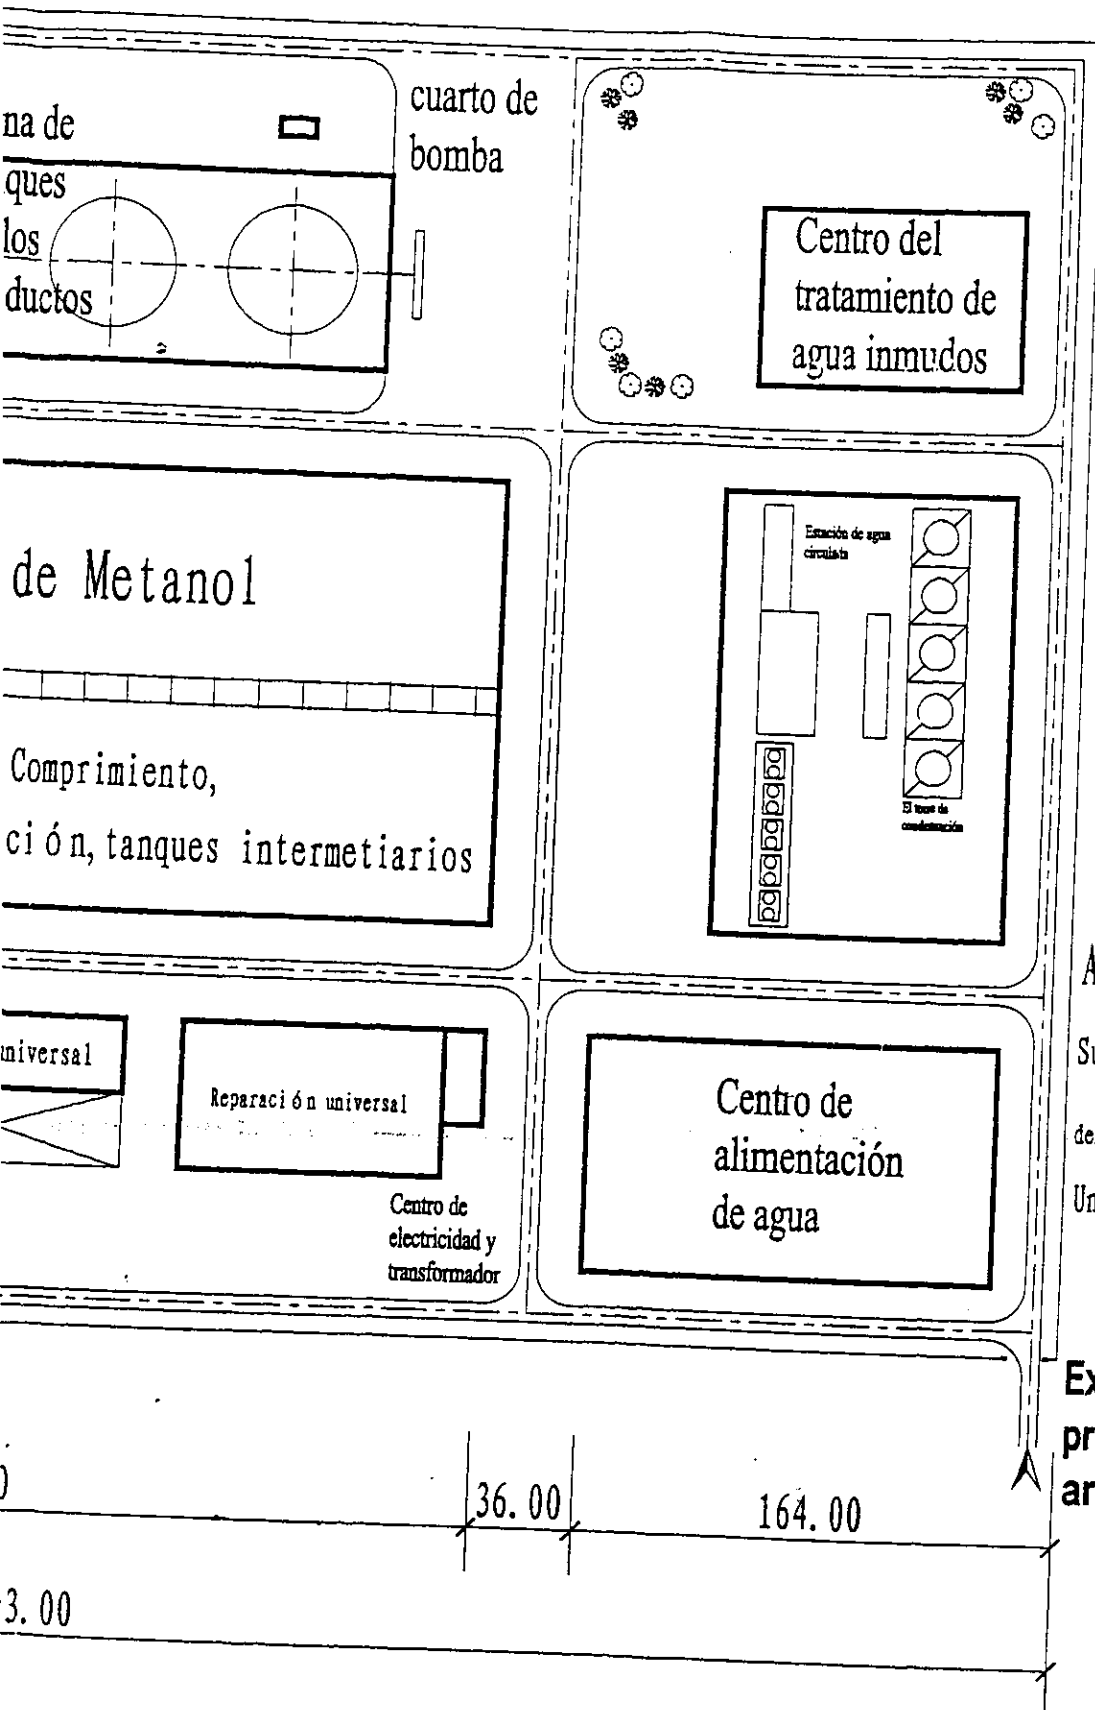 cuarto de
bomba
na de
ques
los
ductos
Centro del
tratamiento de
agua inmudos
de Metanol
Estación de agua
circulata
Comprimiento,
ción, tanques intermetiarios
El torre de
condensación
universal
Reparación universal
Centro de
electricidad y
transformador
Centro de
alimentación
de agua
A
Su
de
Un
Ex
pr
ar
0
36.00
164.00
3.00